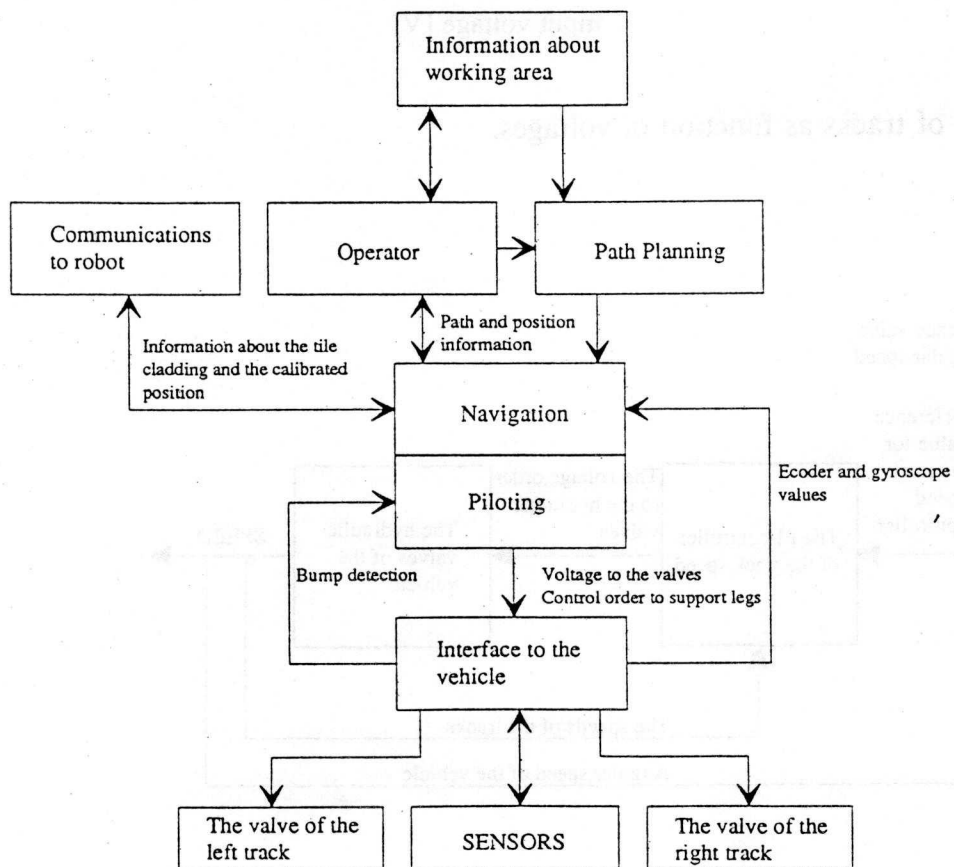 Information about
working area
Communications
to robot
Operator
Path Planning
Path and position
information
Information about the tile
cladding and the calibrated
position
Navigation
Ecoder and gyroscope
values
Piloting
Bump detection
Voltage to the valves
Control order to support legs
Interface to the
vehicle
The valve of the
left track
SENSORS
The valve of the
right track